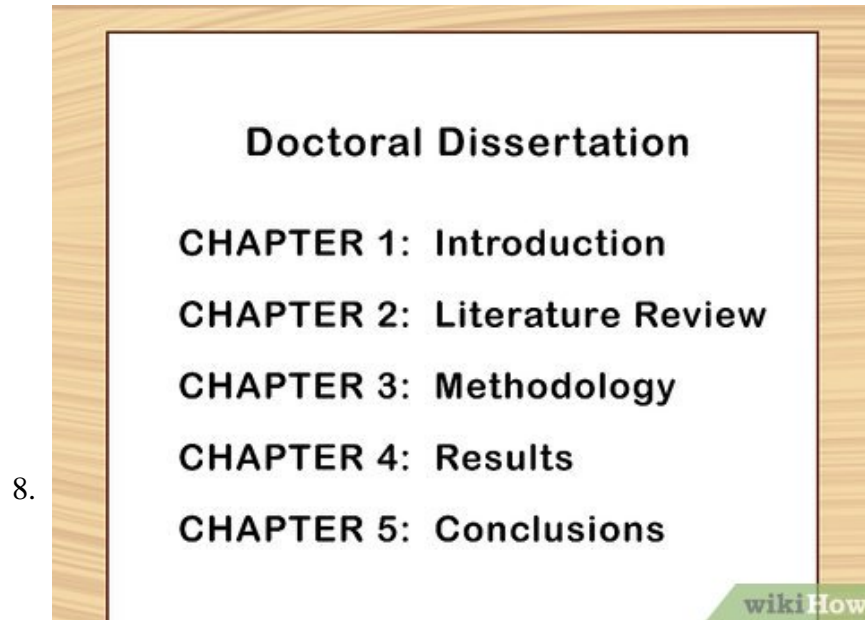 Doctoral Dissertation
CHAPTER 1: Introduction
CHAPTER 2: Literature Review
CHAPTER 3: Methodology
CHAPTER 4: Results
8.
CHAPTER 5: Conclusions
wikiHow